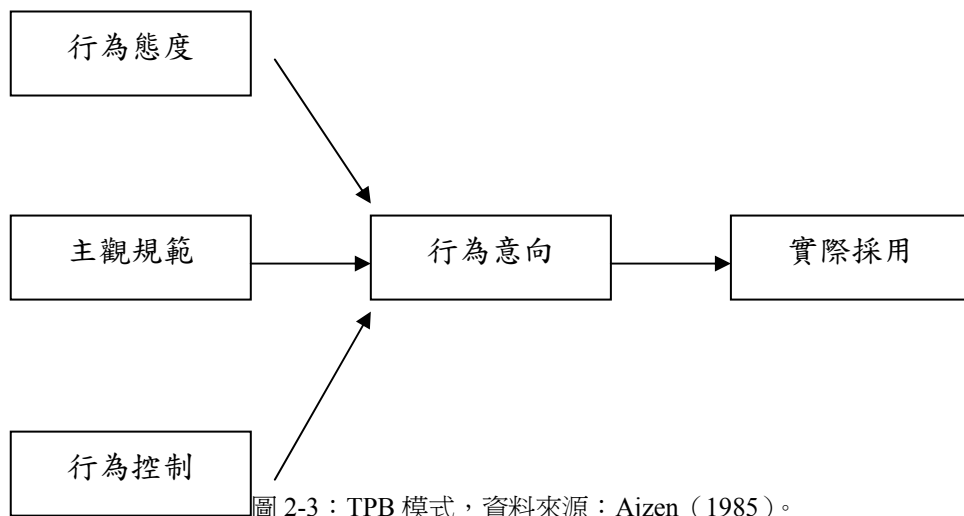 行為態度
主觀規範
行為意向
實際採用
行為控制
圖 2-3：TPB 模式，資料來源：Ajzen（1985）。